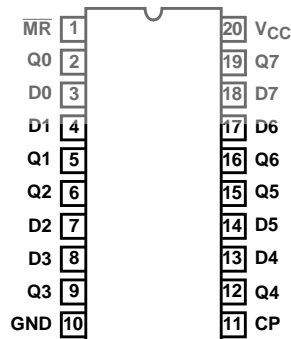 MR 1 20 VCC
Q0 2 19 Q7
D0 3 18 D7
D1 4 17 D6
Q1 5 16 Q6
Q2 6 15 Q5
D2 7 14 D5
D3 8 13 D4
Q3 9 12 Q4
GND 10 11 CP